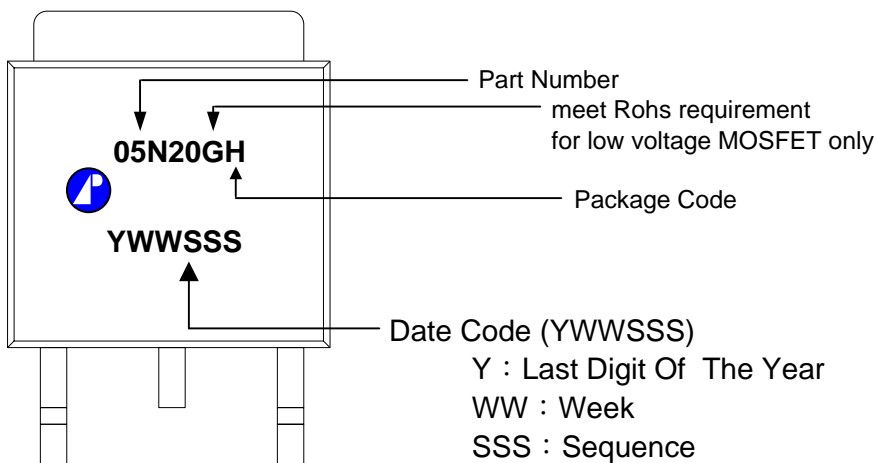 Part Number
meet Rohs requirement
for low voltage MOSFET only
05N20GH
Package Code
YWWSSS
Date Code (YWWSSS)
Y：Last Digit Of The Year
WW：Week
SSS：Sequence